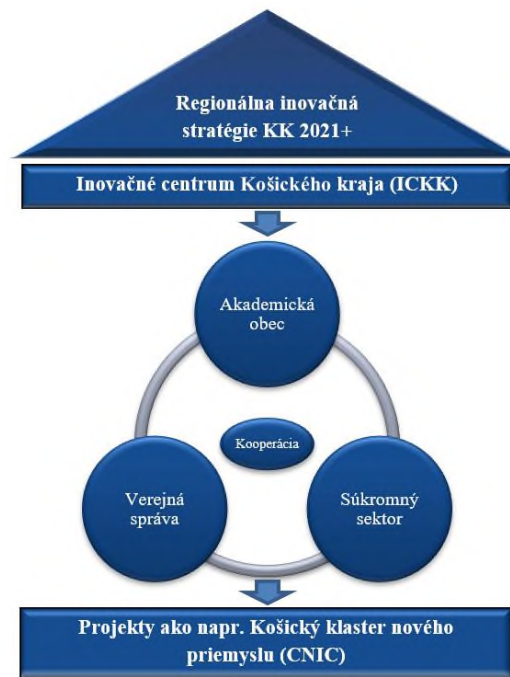 Regionálna inovačná
stratégie KK 2021+
Inovačné centrum Košického kraja (ICKK)
Akademická
obec
Kooperácia
Verejná
správa
Súkromný
sektor
Projekty ako napr. Košický klaster nového
priemyslu (CNIC)